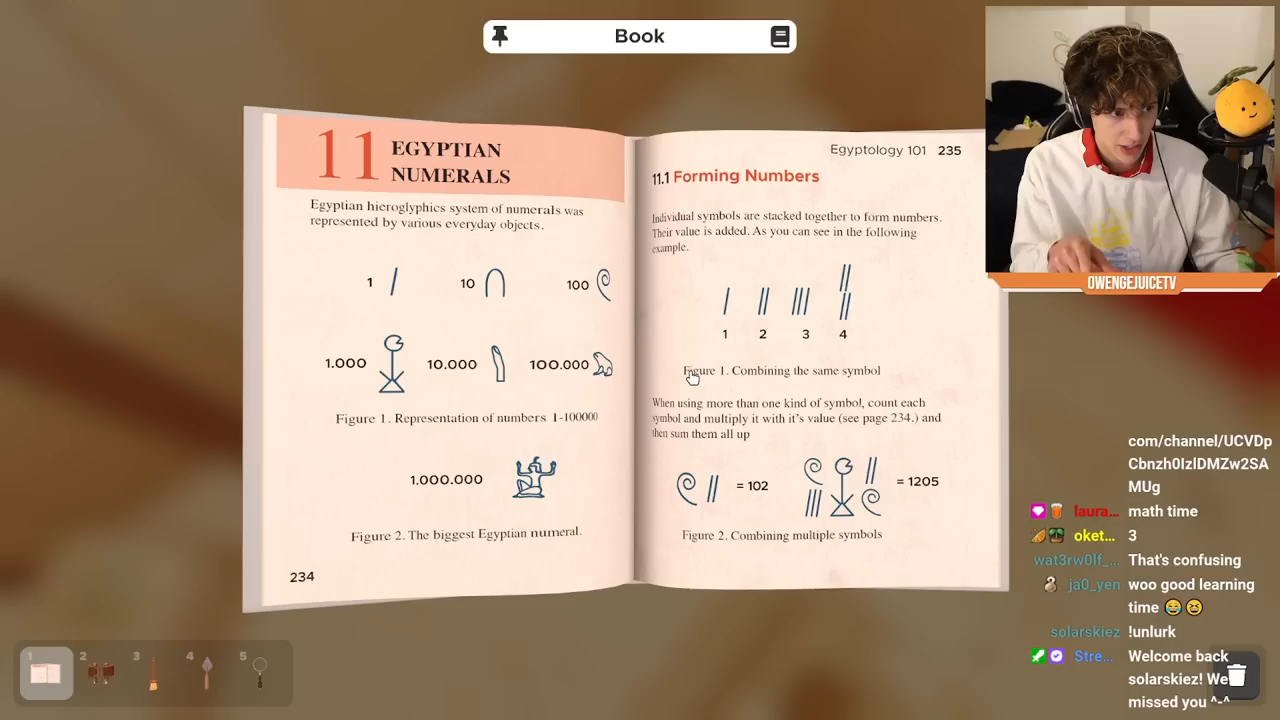 Book
11 EGYPTIAN
NUMERALS
Egyptian hieroglyphics system of numerals was
represented by various everyday objects.
1
10
100
1.000
10.000
100.000
Figure 1. Representation of numbers 1-100000
1.000.000
Figure 2. The biggest Egyptian numeral.
234
Egyptology 101 235
11.1 Forming Numbers
Individual symbols are stacked together to form numbers.
Their value is added. As you can see in the following
example.
1 2 3 4
Figure 1. Combining the same symbol
When using more than one kind of symbol, count each
symbol and multiply it with it's value (see page 234.) and
then sum them all up
= 102
= 1205
Figure 2. Combining multiple symbols
OWENGEJUICETV
com/channel/UCVDp
Cbnzh0IzlDMZw2SA
MUg
laura... math time
oket... 3
wat3rw0lf_... That's confusing
ja0_yen woo good learning
time 😂😆
solarskiez !unlurk
Stre... Welcome back
solarskiez! We
missed you ^-^
1 2 3 4 5